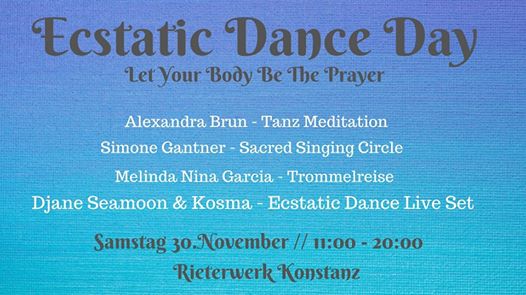 Ecstatic Dance Day
Let Your Body Be The Prayer
Alexandra Brun - Tanz Meditation
Simone Gantner - Sacred Singing Circle
Melinda Nina Garcia - Trommelreise
Djane Seamoon & Kosma - Ecstatic Dance Live Set
Samstag 30.November // 11:00 - 20:00
Rieterwerk Konstanz